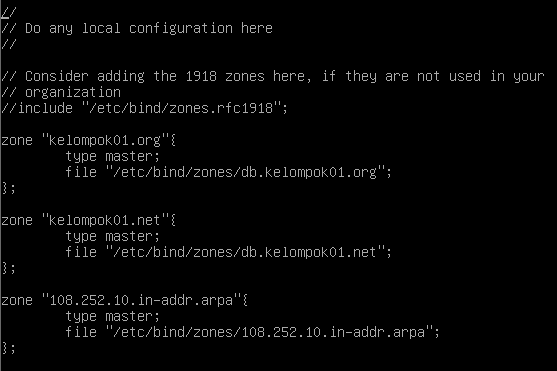 //
// Do any local configuration here
//
// Consider adding the 1918 zones here, if they are not used in your
// organization
//include "/etc/bind/zones.rfc1918";
zone "kelompok01.org"{
type master;
file "/etc/bind/zones/db.kelompok01.org";
};
zone "kelompok01.net"{
type master;
file "/etc/bind/zones/db.kelompok01.net";
};
zone "108.252.10.in-addr.arpa"{
type master;
file "/etc/bind/zones/108.252.10.in-addr.arpa";
};